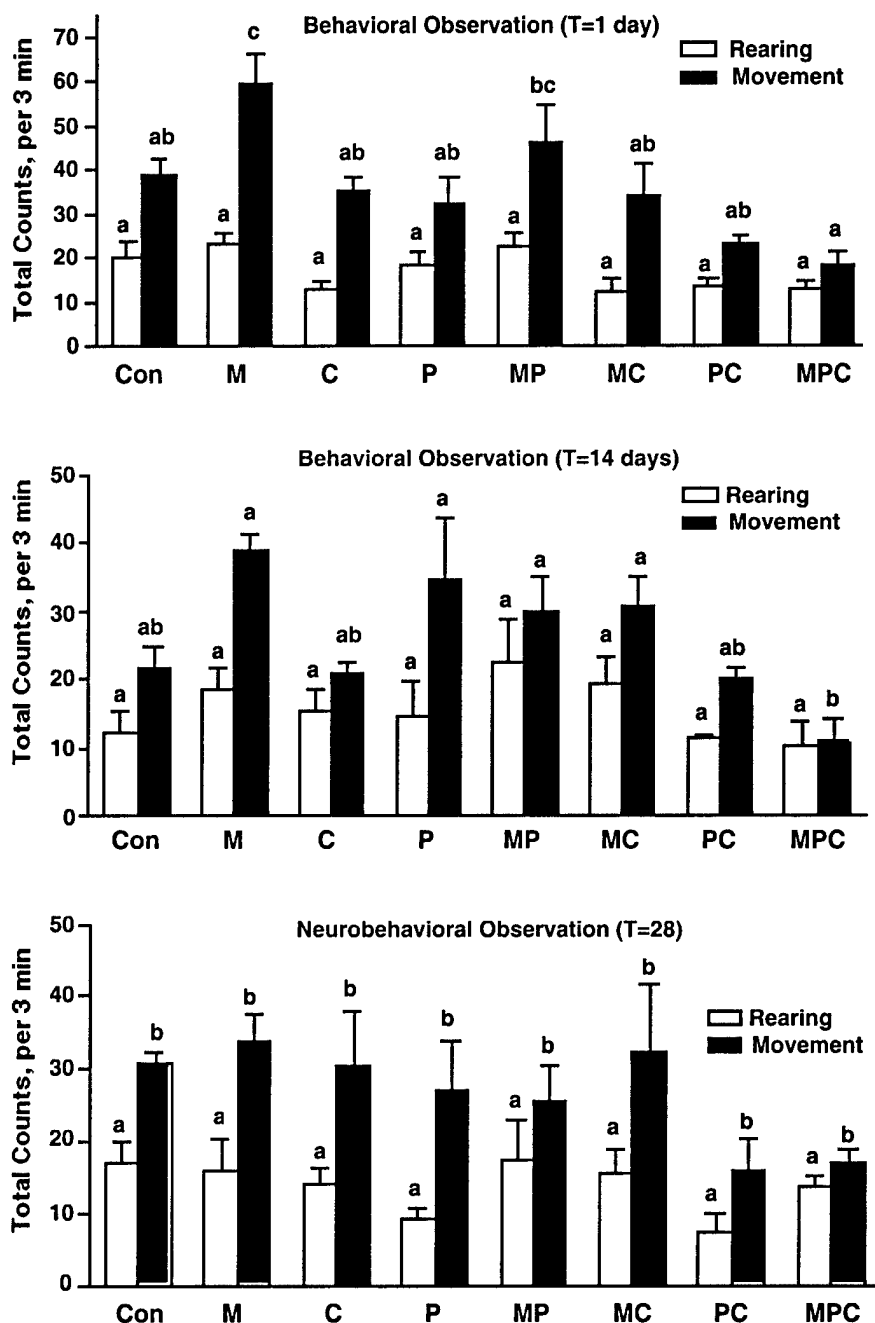 Behavioral Observation (T=1 day)
Total Counts, per 3 min
70
60
50
40
30
20
10
0
Rearing
Movement
a ab a c a ab a ab a bc a ab a ab a a
Con M C P MP MC PC MPC
Behavioral Observation (T=14 days)
Total Counts, per 3 min
50
40
30
20
10
0
Rearing
Movement
a ab a a a ab a a a a a a a ab a b
Con M C P MP MC PC MPC
Neurobehavioral Observation (T=28)
Total Counts, per 3 min
50
40
30
20
10
0
Rearing
Movement
a b a b a b a b a b a b a b a b
Con M C P MP MC PC MPC